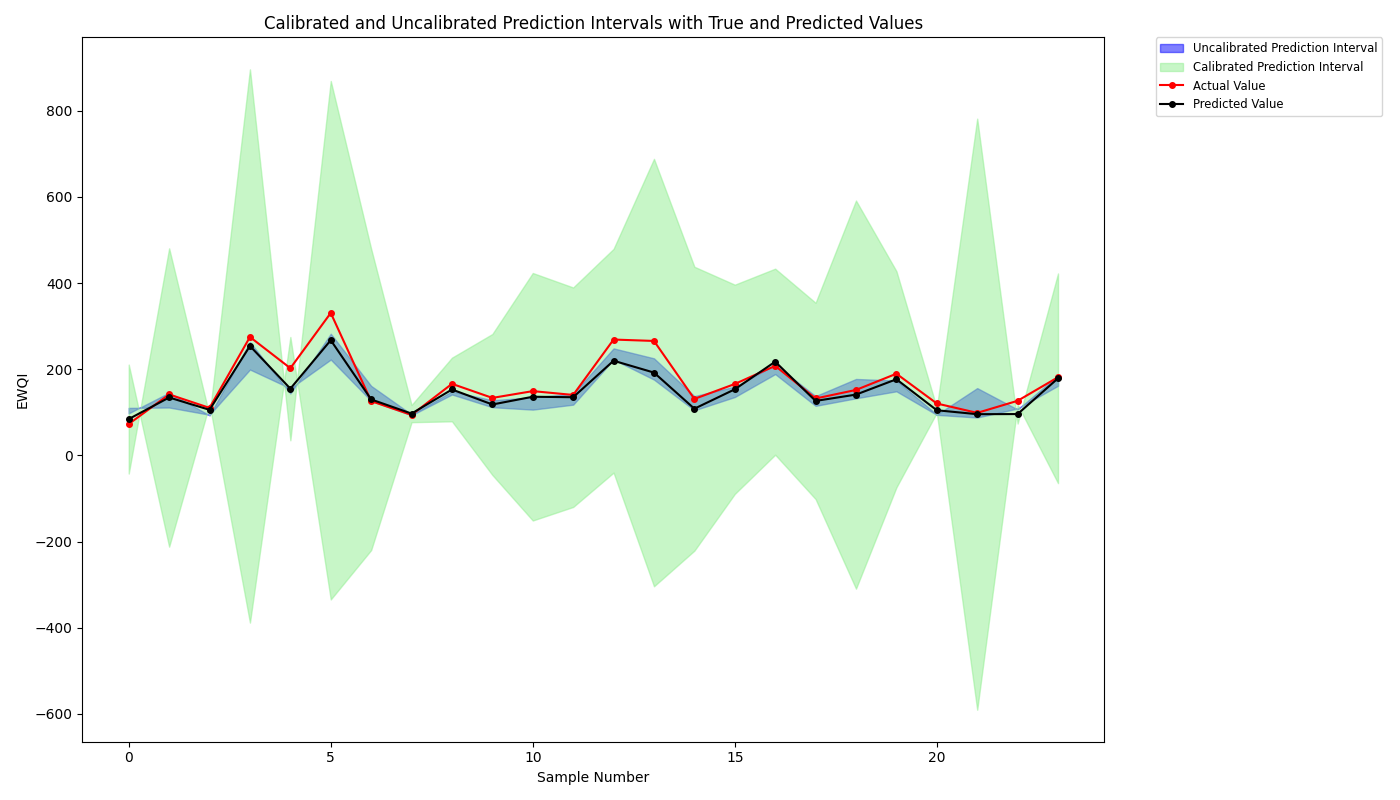 Calibrated and Uncalibrated Prediction Intervals with True and Predicted Values
Uncalibrated Prediction Interval
Calibrated Prediction Interval
Actual Value
Predicted Value
EWQI
800
600
400
200
0
−200
−400
−600
0 5 10 15 20
Sample Number